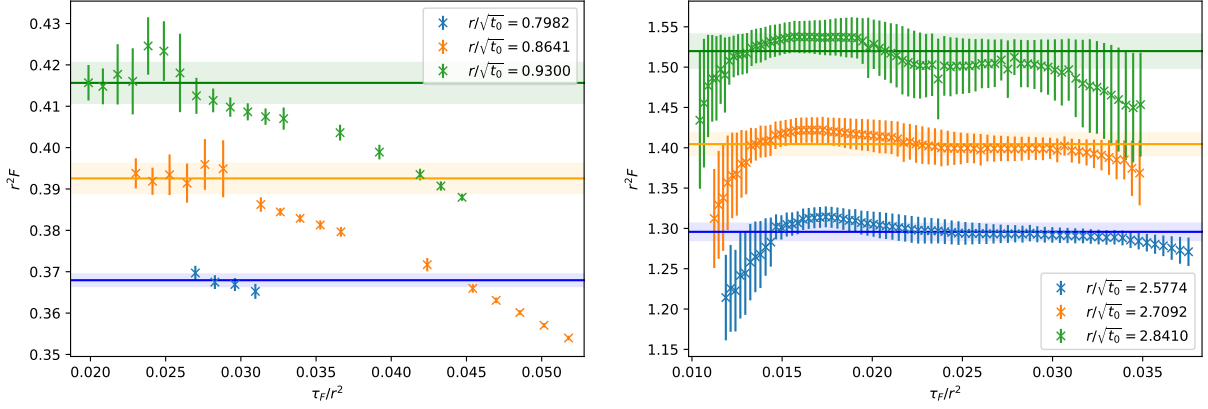 0.43
0.42
0.41
0.40
0.39
0.38
0.37
0.36
0.35
r²F
0.020 0.025 0.030 0.035 0.040 0.045 0.050
τ_F/r²
r/√t₀ = 0.7982
r/√t₀ = 0.8641
r/√t₀ = 0.9300
1.55
1.50
1.45
1.40
1.35
1.30
1.25
1.20
1.15
r²F
0.010 0.015 0.020 0.025 0.030 0.035
τ_F/r²
r/√t₀ = 2.5774
r/√t₀ = 2.7092
r/√t₀ = 2.8410